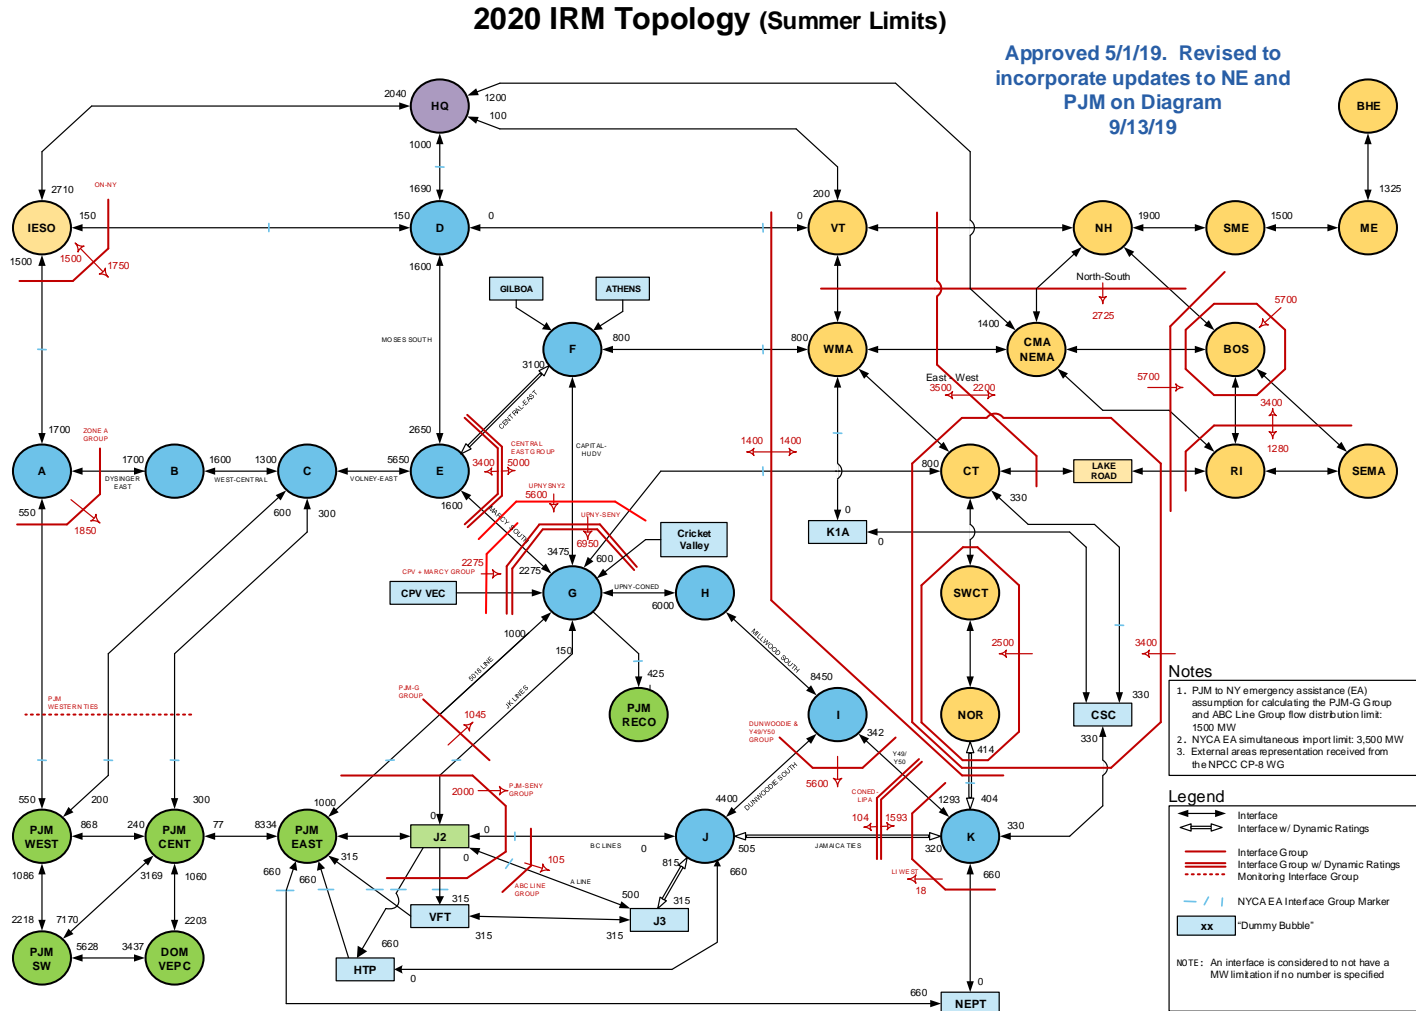 2020 IRM Topology (Summer Limits)
Approved 5/1/19. Revised to
incorporate updates to NE and
PJM on Diagram
9/13/19
2040
HQ
1200
100
1000
BHE
1325
2710
ON-NY
IESO
150
1500
1500
1750
1690
150
D
0
1600
200
0
VT
NH
1900
SME
1500
ME
North-South
2725
5700
GILBOA
ATHENS
MOSES SOUTH
F
800
3100
CENTRAL-EAST
CAPITAL-
HUDV
800
WMA
1400
CMA
NEMA
BOS
5700
East - West
3500
2200
3400
1280
1700
ZONE A
GROUP
A
550
1850
1700
DYSINGER
EAST
B
1600
WEST-CENTRAL
1300
C
600
300
VOLNEY-EAST
2650
5650
E
1600
CENTRAL
EAST GROUP
3400
5000
UPNYSNY2
5600
MARCY SOUTH
UPNY-SENY
6950
1400
1400
800
CT
330
LAKE
ROAD
RI
SEMA
0
K1A
0
Cricket
Valley
3475
600
2275
2275
CPV + MARCY GROUP
CPV VEC
G
UPNY-CONED
H
6000
SWCT
1000
150
5018 LINE
JK LINES
MILLWOOD SOUTH
2500
3400
425
PJM
RECO
8450
I
342
NOR
414
330
CSC
330
PJM
WESTERN TIES
PJM-G
GROUP
1045
DUNWOODIE &
Y49/Y50
GROUP
5600
Y49/
Y50
DUNWOODIE SOUTH
CONED-
LIPA
104
1593
2000
PJM-SENY
GROUP
550
200
PJM
WEST
868
1086
300
240
PJM
CENT
77
3169
1060
1000
8334
PJM
EAST
315
660
660
0
J2
0
0
BC LINES
0
4400
J
505
815
660
JAMAICA TIES
1293
404
K
320
330
660
LI WEST
18
105
ABC LINE
GROUP
A LINE
500
315
J3
315
315
VFT
315
660
HTP
0
2218
7170
PJM
SW
5628
2203
3437
DOM
VEPC
0
660
NEPT
Notes
1. PJM to NY emergency assistance (EA)
assumption for calculating the PJM-G Group
and ABC Line Group flow distribution limit:
1500 MW
2. NYCA EA simultaneous import limit: 3,500 MW
3. External areas representation received from
the NPCC CP-8 WG
Legend
Interface
Interface w/ Dynamic Ratings
Interface Group
Interface Group w/ Dynamic Ratings
Monitoring Interface Group
NYCA EA Interface Group Marker
xx
"Dummy Bubble"
NOTE: An interface is considered to not have a
MW limitation if no number is specified